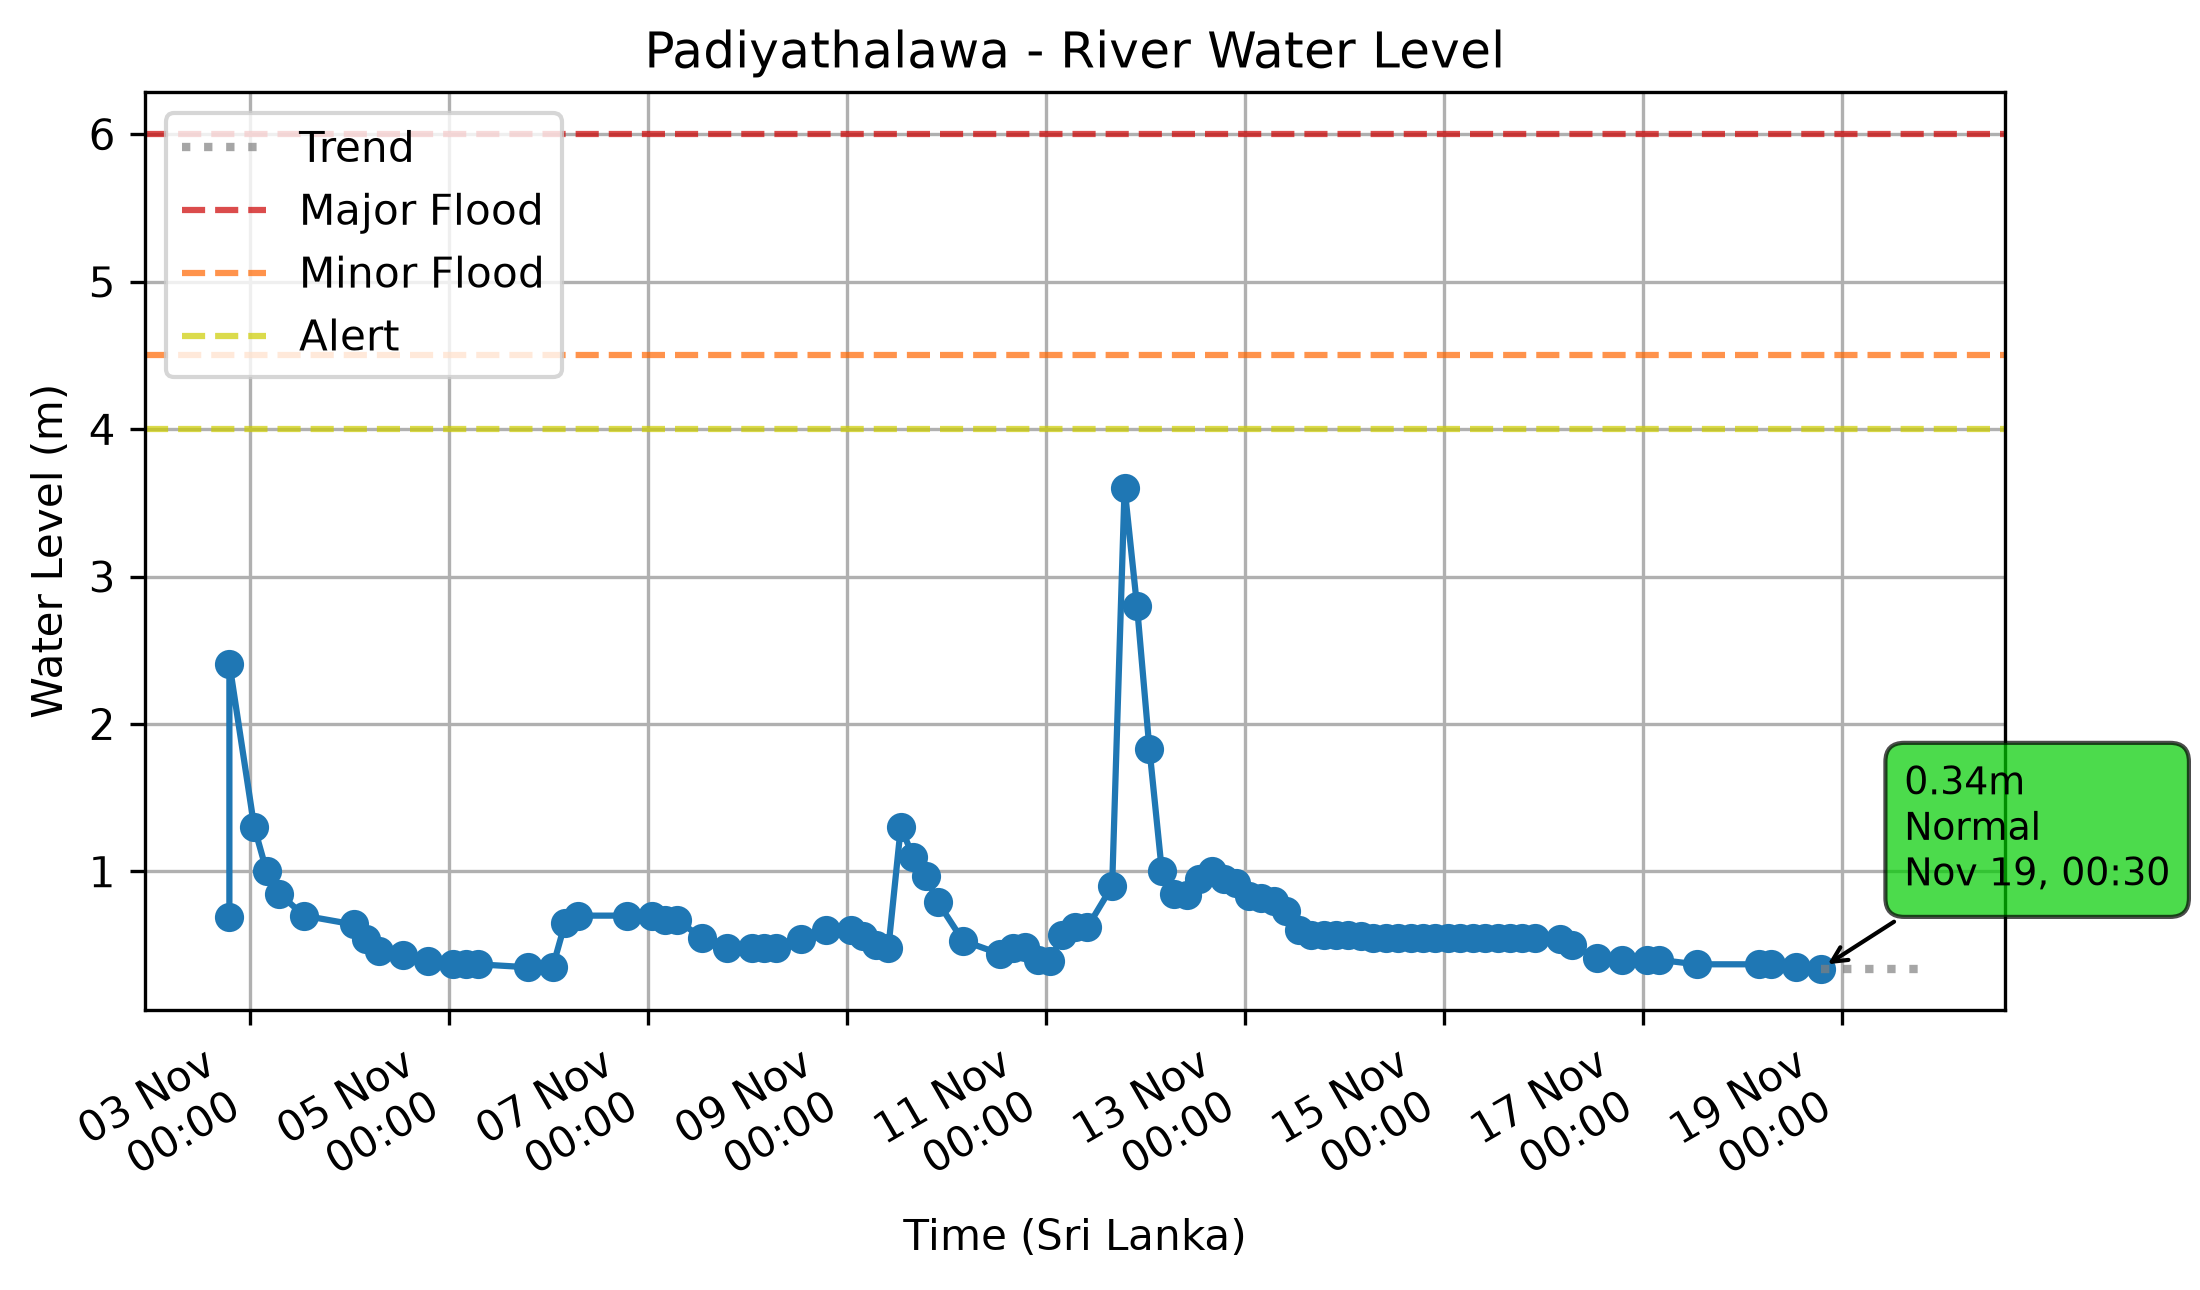 Padiyathalawa - River Water Level
Trend
Major Flood
Minor Flood
Alert
Water Level (m)
6
5
4
3
2
1
0.34m
Normal
Nov 19, 00:30
03 Nov
00:00
05 Nov
00:00
07 Nov
00:00
09 Nov
00:00
11 Nov
00:00
13 Nov
00:00
15 Nov
00:00
17 Nov
00:00
19 Nov
00:00
Time (Sri Lanka)